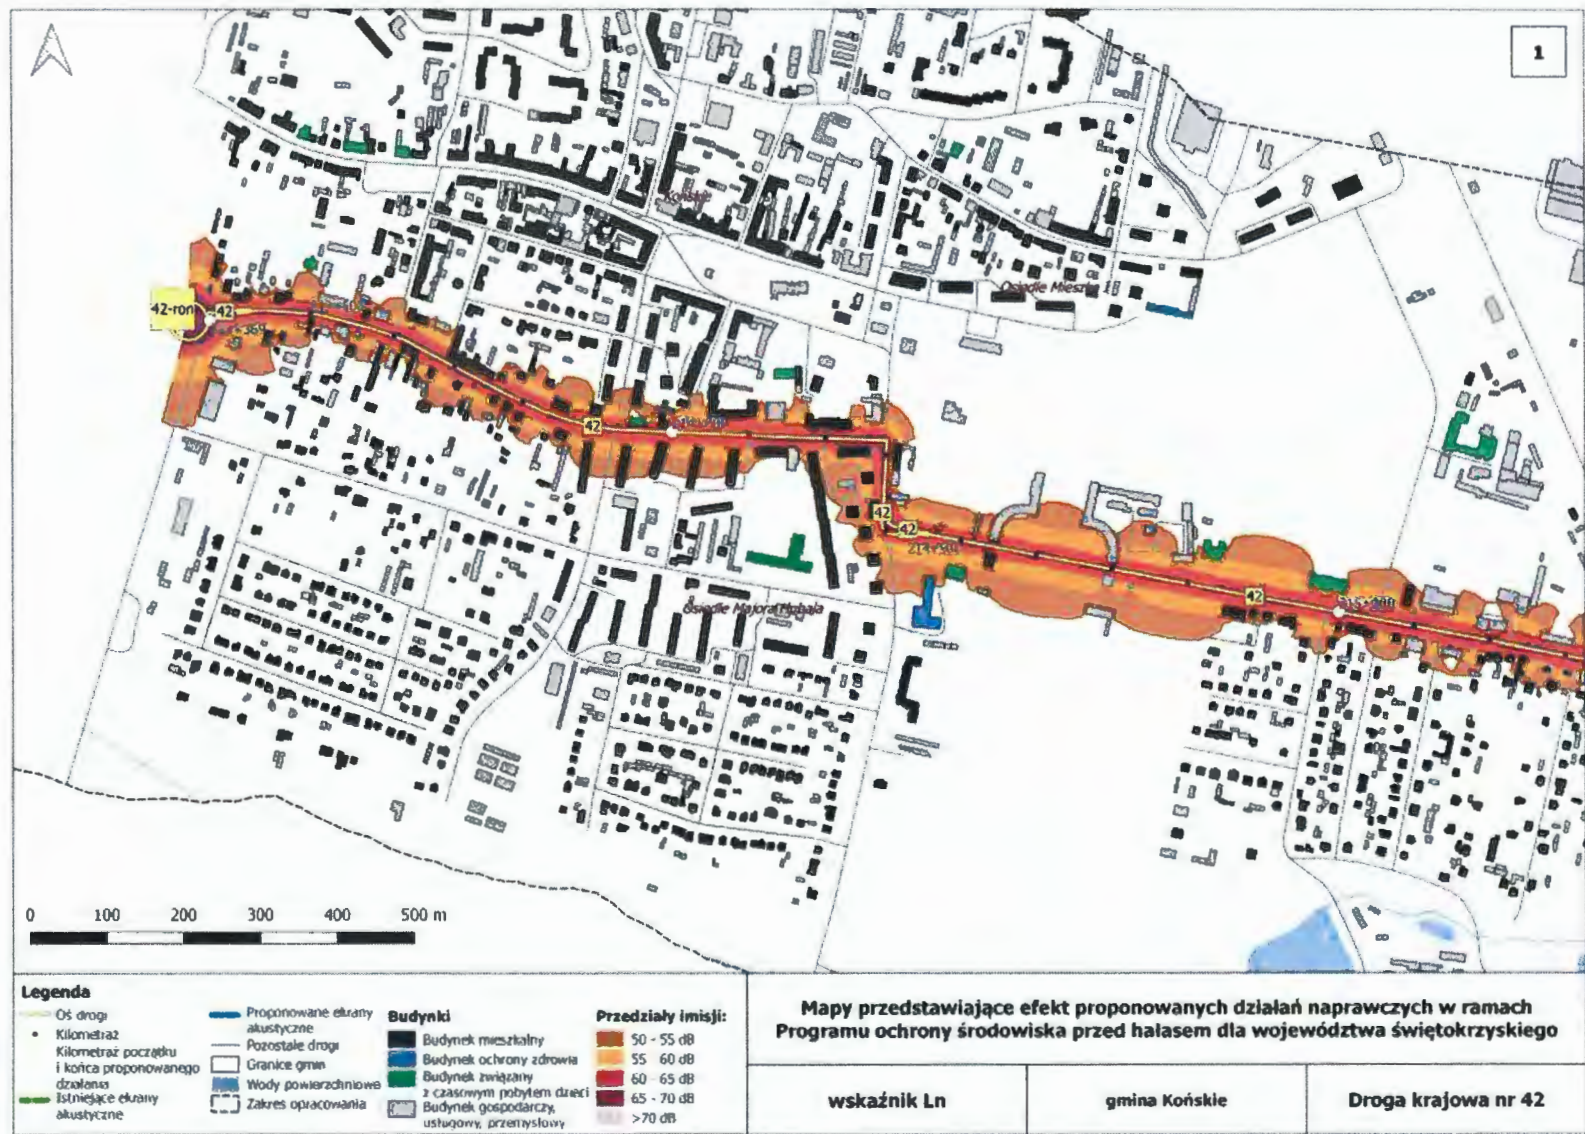 1
Końskie
Osiedle Mieszka
42-ron
42
42
42
42
42
Osiedle Majora Hubala
0 100 200 300 400 500 m
Legenda
Oś drogi
Kilometraż
Kilometraż początku
i końca proponowanego
działania
Istniejące ekrany
akustyczne
Proponowane ekrany
akustyczne
Pozostałe drogi
Granice gmin
Wody powierzchniowe
Zakres opracowania
Budynki
Budynek mieszkalny
Budynek ochrony zdrowia
Budynek związany
z czasowym pobytem dzieci
Budynek gospodarczy,
usługowy, przemysłowy
Przedziały imisji:
50 - 55 dB
55 60 dB
60 - 65 dB
65 - 70 dB
>70 dB
Mapy przedstawiające efekt proponowanych działań naprawczych w ramach
Programu ochrony środowiska przed hałasem dla województwa świętokrzyskiego
wskaźnik Ln
gmina Końskie
Droga krajowa nr 42